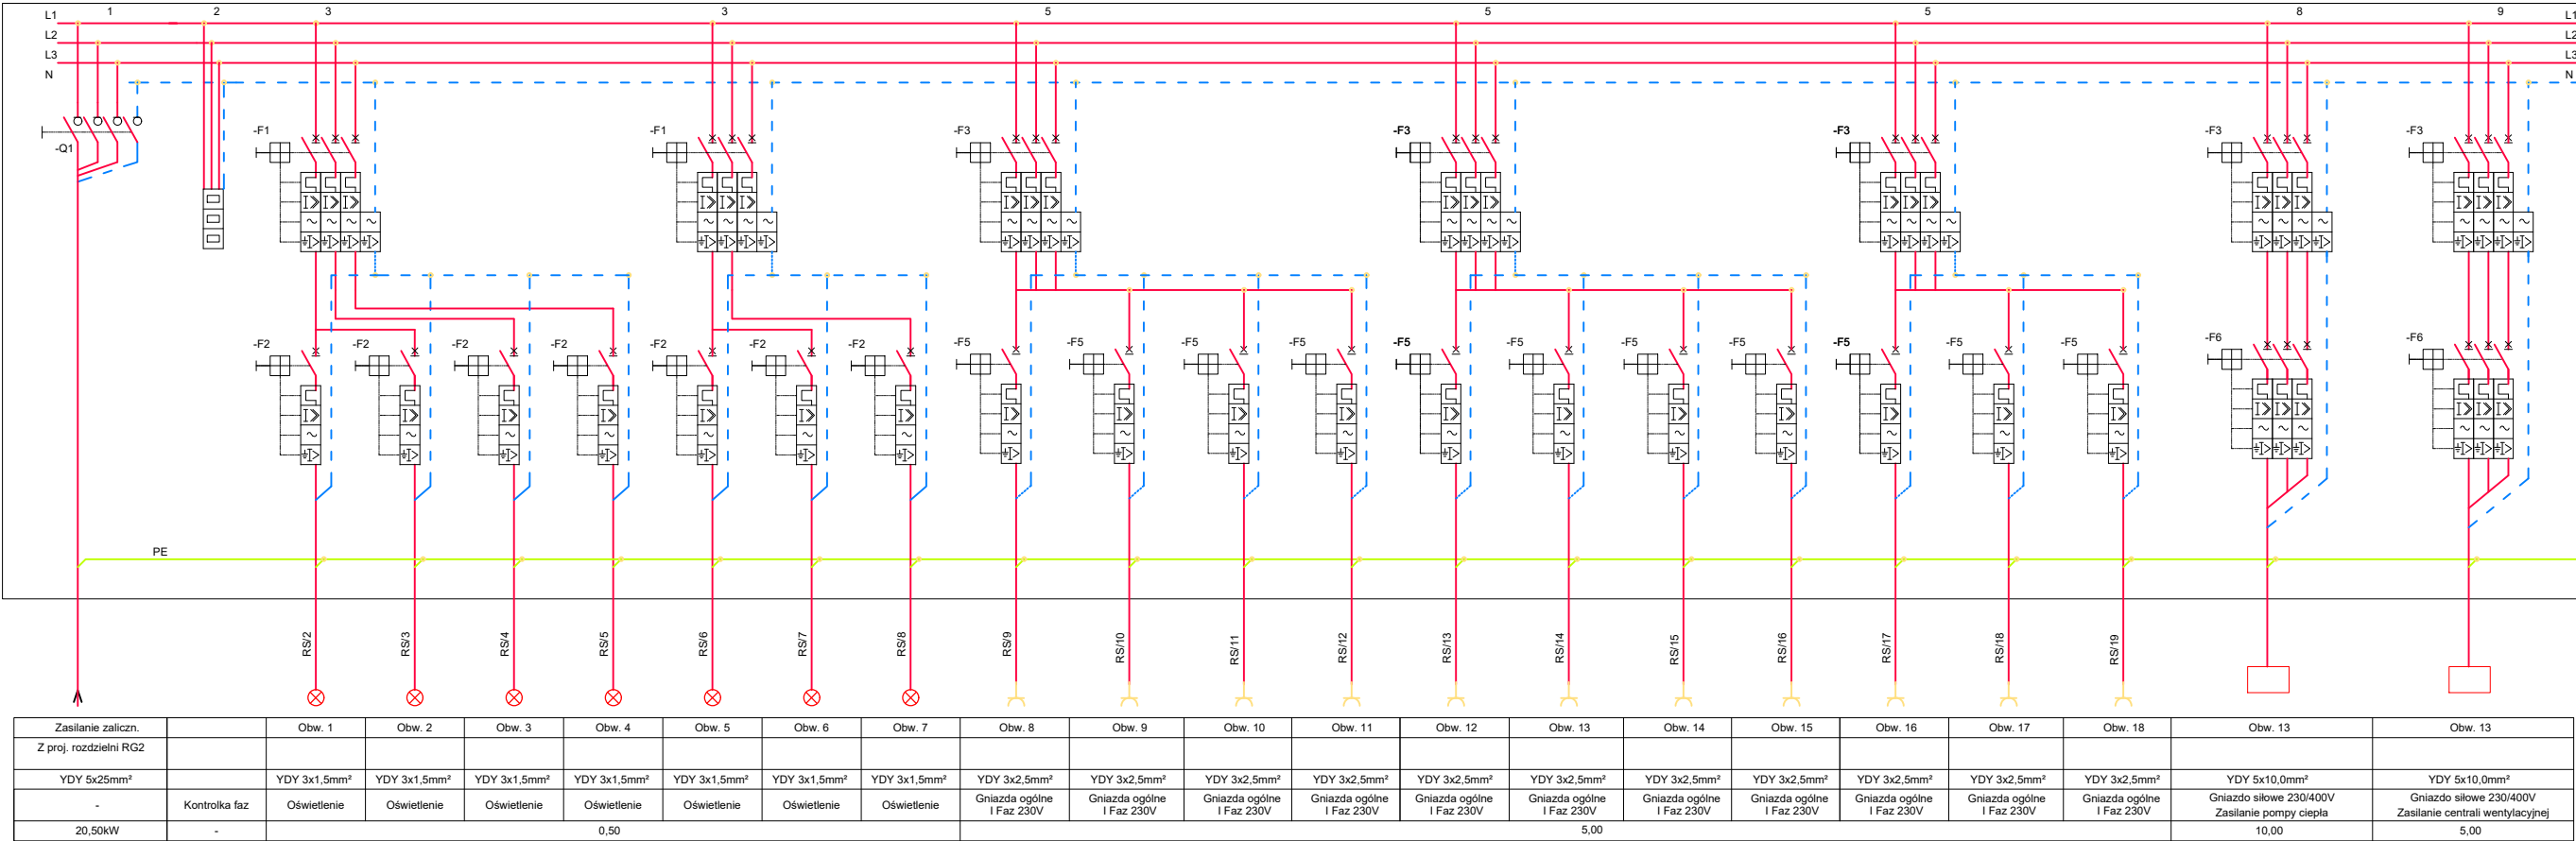 1 2 3 3 5 5 5 8 9
L1 L1
L2 L2
L3 L3
N N
-Q1 -F1 -F1 -F3 -F3 -F3 -F3 -F3
-F2 -F2 -F2 -F2 -F2 -F2 -F2 -F5 -F5 -F5 -F5 -F5 -F5 -F5 -F5 -F5 -F5 -F5 -F6 -F6
PE
RS/2 RS/3 RS/4 RS/5 RS/6 RS/7 RS/8 RS/9 RS/10 RS/11 RS/12 RS/13 RS/14 RS/15 RS/16 RS/17 RS/18 RS/19
Zasilanie zaliczn. Obw. 1 Obw. 2 Obw. 3 Obw. 4 Obw. 5 Obw. 6 Obw. 7 Obw. 8 Obw. 9 Obw. 10 Obw. 11 Obw. 12 Obw. 13 Obw. 14 Obw. 15 Obw. 16 Obw. 17 Obw. 18 Obw. 13 Obw. 13
Z proj. rozdzielni RG2
YDY 5x25mm² YDY 3x1,5mm² YDY 3x1,5mm² YDY 3x1,5mm² YDY 3x1,5mm² YDY 3x1,5mm² YDY 3x1,5mm² YDY 3x1,5mm² YDY 3x2,5mm² YDY 3x2,5mm² YDY 3x2,5mm² YDY 3x2,5mm² YDY 3x2,5mm² YDY 3x2,5mm² YDY 3x2,5mm² YDY 3x2,5mm² YDY 3x2,5mm² YDY 3x2,5mm² YDY 3x2,5mm² YDY 5x10,0mm² YDY 5x10,0mm²
- Kontrolka faz Oświetlenie Oświetlenie Oświetlenie Oświetlenie Oświetlenie Oświetlenie Oświetlenie
Gniazda ogólne Gniazda ogólne Gniazda ogólne Gniazda ogólne Gniazda ogólne Gniazda ogólne Gniazda ogólne Gniazda ogólne Gniazda ogólne Gniazda ogólne Gniazda ogólne Gniazdo siłowe 230/400V Gniazdo siłowe 230/400V
I Faz 230V I Faz 230V I Faz 230V I Faz 230V I Faz 230V I Faz 230V I Faz 230V I Faz 230V I Faz 230V I Faz 230V I Faz 230V Zasilanie pompy ciepła Zasilanie centrali wentylacyjnej
20,50kW - 0,50 5,00 10,00 5,00